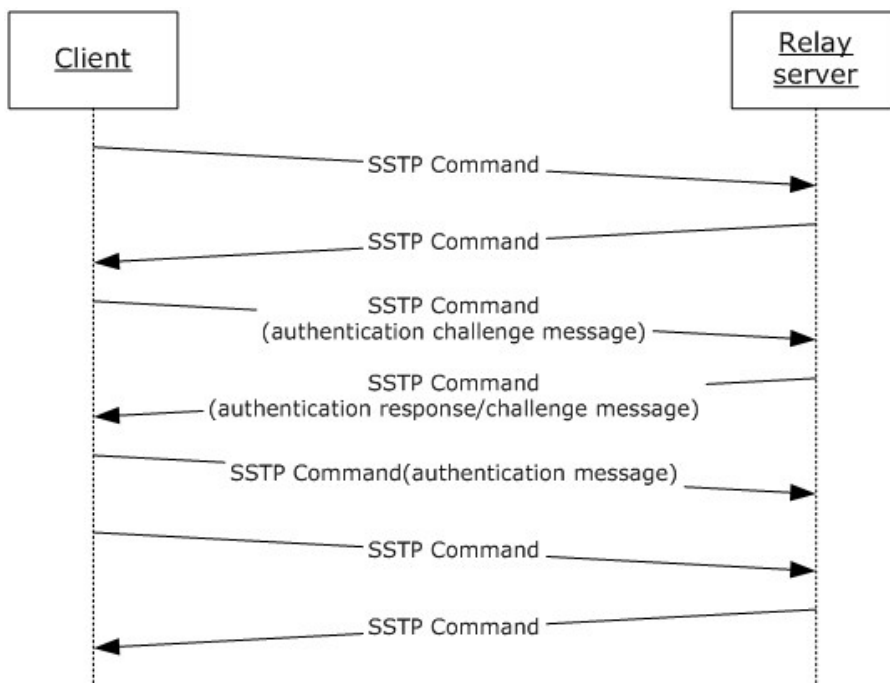 Client
Relay
server
SSTP Command
SSTP Command
SSTP Command
(authentication challenge message)
SSTP Command
(authentication response/challenge message)
SSTP Command(authentication message)
SSTP Command
SSTP Command